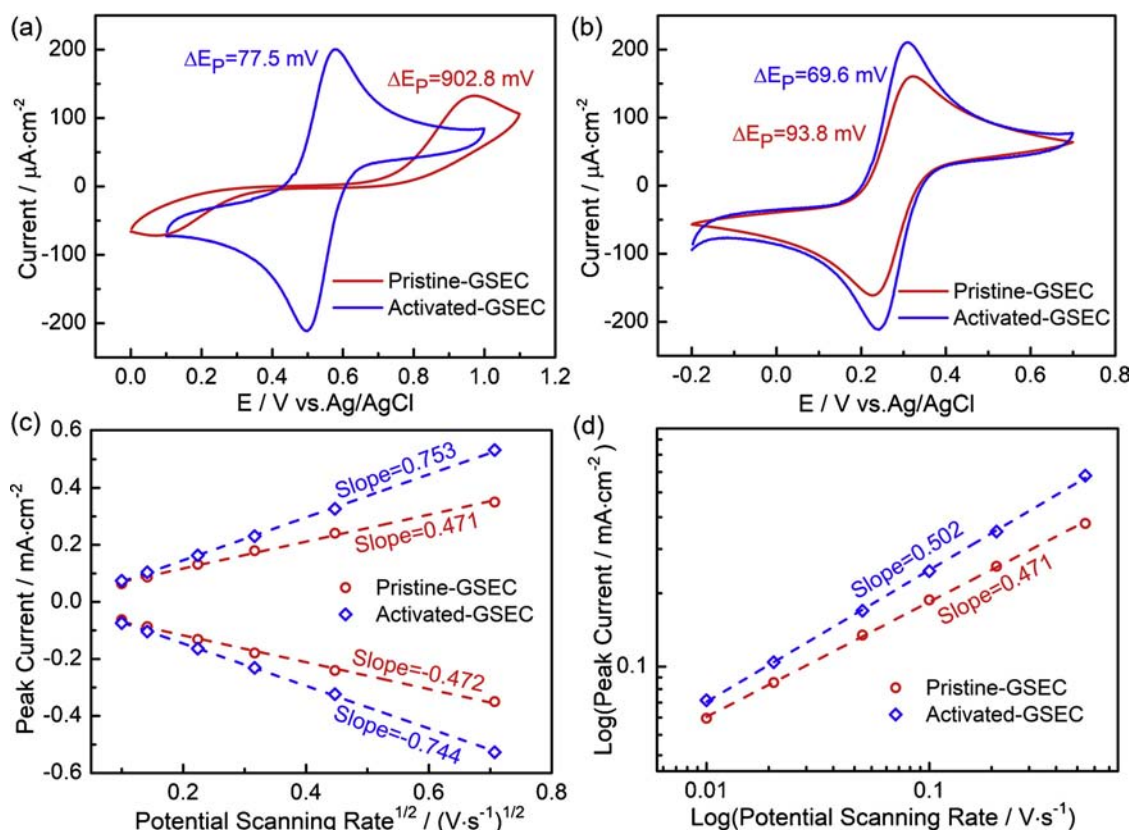 (a)
ΔEP=77.5 mV
ΔEP=902.8 mV
Current / μA·cm-2
200
100
0
-100
-200
Pristine-GSEC
Activated-GSEC
0.0 0.2 0.4 0.6 0.8 1.0 1.2
E / V vs.Ag/AgCl
(b)
ΔEP=69.6 mV
ΔEP=93.8 mV
Current / μA·cm-2
200
100
0
-100
-200
Pristine-GSEC
Activated-GSEC
-0.2 0.0 0.2 0.4 0.6 0.8
E / V vs.Ag/AgCl
(c)
Peak Current / mA·cm-2
0.6
0.4
0.2
0.0
-0.2
-0.4
-0.6
Slope=0.753
Slope=0.471
Pristine-GSEC
Activated-GSEC
Slope=-0.472
Slope=-0.744
0.2 0.4 0.6 0.8
Potential Scanning Rate1/2 / (V·s-1)1/2
(d)
Log(Peak Current / mA·cm-2)
0.1
Slope=0.502
Slope=0.471
Pristine-GSEC
Activated-GSEC
0.01 0.1
Log(Potential Scanning Rate / V·s-1)